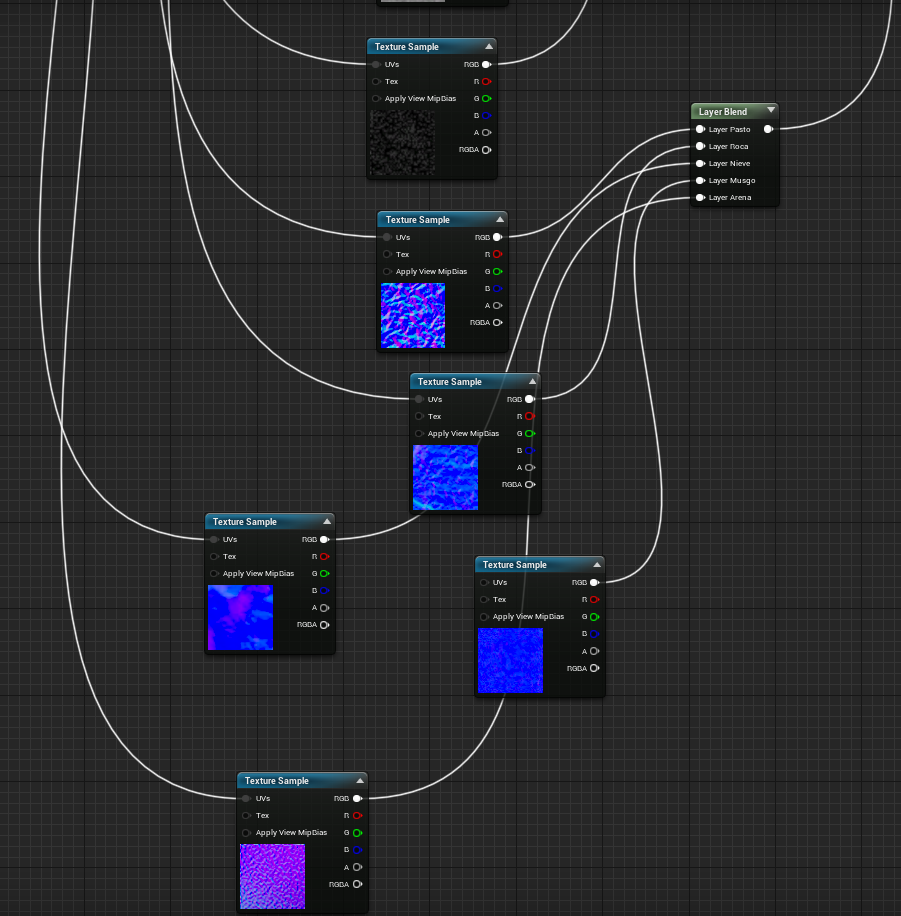 Texture Sample
UVs RGB
Tex R
Apply View MipBias G
B
A
RGBA
Layer Blend
Layer Pasto
Layer Roca
Layer Nieve
Layer Musgo
Layer Arena
Texture Sample
UVs RGB
Tex R
Apply View MipBias G
B
A
RGBA
Texture Sample
UVs RGB
Tex R
Apply View MipBias G
B
A
RGBA
Texture Sample
UVs RGB
Tex R
Apply View MipBias G
B
A
RGBA
Texture Sample
UVs RGB
Tex R
Apply View MipBias G
B
A
RGBA
Texture Sample
UVs RGB
Tex R
Apply View MipBias G
B
A
RGBA